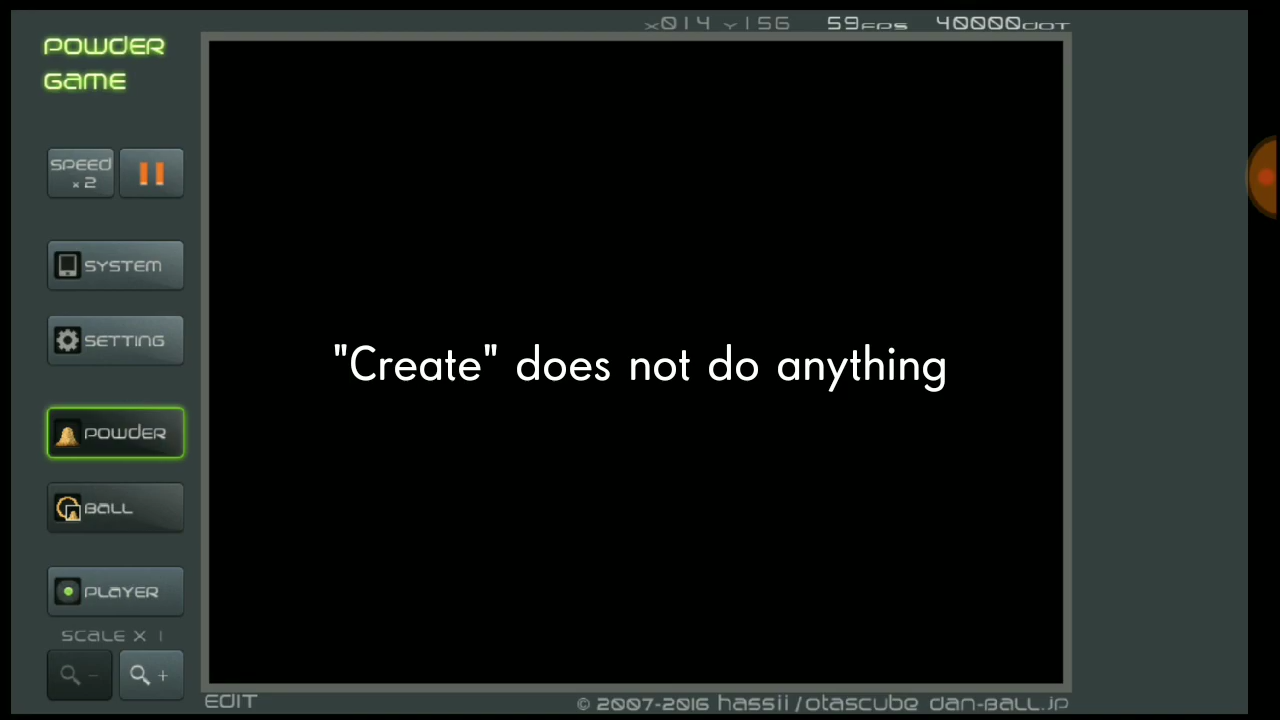 x014 y156 59FPS 40000DOT
POWDER
GAME
SPEED
x2
SYSTEM
SETTING
"Create" does not do anything
POWDER
BALL
PLAYER
SCALE X 1
- +
EDIT © 2007-2016 hassii/otascube dan-ball.jp